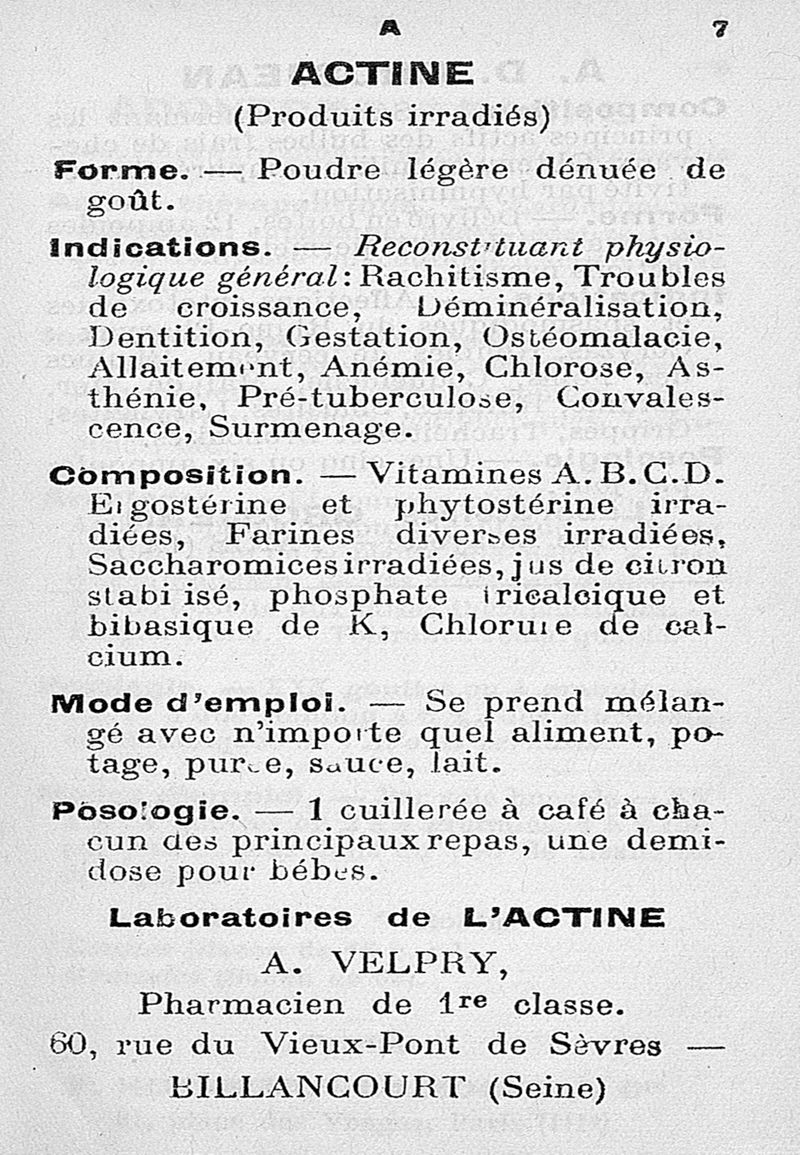 A 7
ACTINE
(Produits irradiés)
Forme. — Poudre légère dénuée de
goût.
Indications. — Reconstituant physio-
logique général : Rachitisme, Troubles
de croissance, Déminéralisation,
Dentition, Gestation, Ostéomalacie,
Allaitement, Anémie, Chlorose, As-
thénie, Pré-tuberculose, Convales-
cence, Surmenage.
Composition. — Vitamines A. B. C. D.
Ergostérine et phytostérine irra-
diées, Farines diverses irradiées,
Saccharomices irradiées, jus de citron
stabilisé, phosphate tricalcique et
bibasique de K, Chlorure de cal-
cium.
Mode d'emploi. — Se prend mélan-
gé avec n'importe quel aliment, po-
tage, purée, sauce, lait.
Posologie. — 1 cuillerée à café à cha-
cun des principaux repas, une demi-
dose pour bébés.
Laboratoires de L'ACTINE
A. VELPRY,
Pharmacien de 1re classe.
60, rue du Vieux-Pont de Sèvres —
BILLANCOURT (Seine)